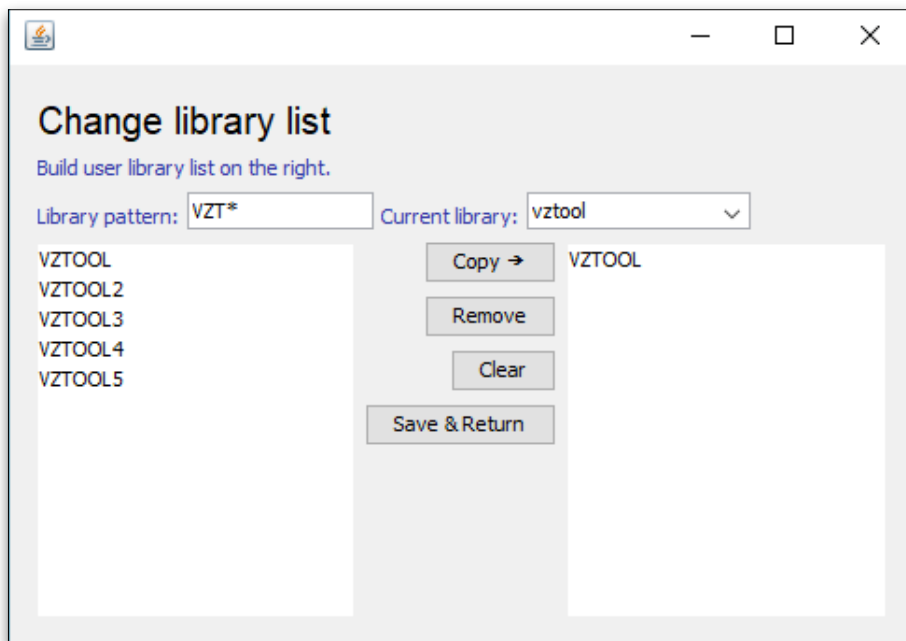 Change library list
Build user library list on the right.
Library pattern: VZT* Current library: vztool
VZTOOL Copy ➔ VZTOOL
VZTOOL2
Remove
VZTOOL3
VZTOOL4
Clear
VZTOOL5
Save & Return